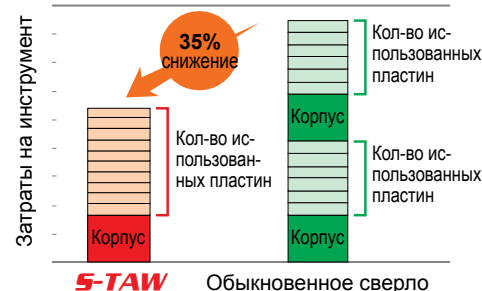 35%
снижение
Кол-во ис-
пользованных
пластин
Затраты на инструмент
Корпус
Кол-во ис-
пользован-
ных пластин
Кол-во ис-
пользованных
пластин
Корпус
Корпус
S-TAW
Обыкновенное сверло